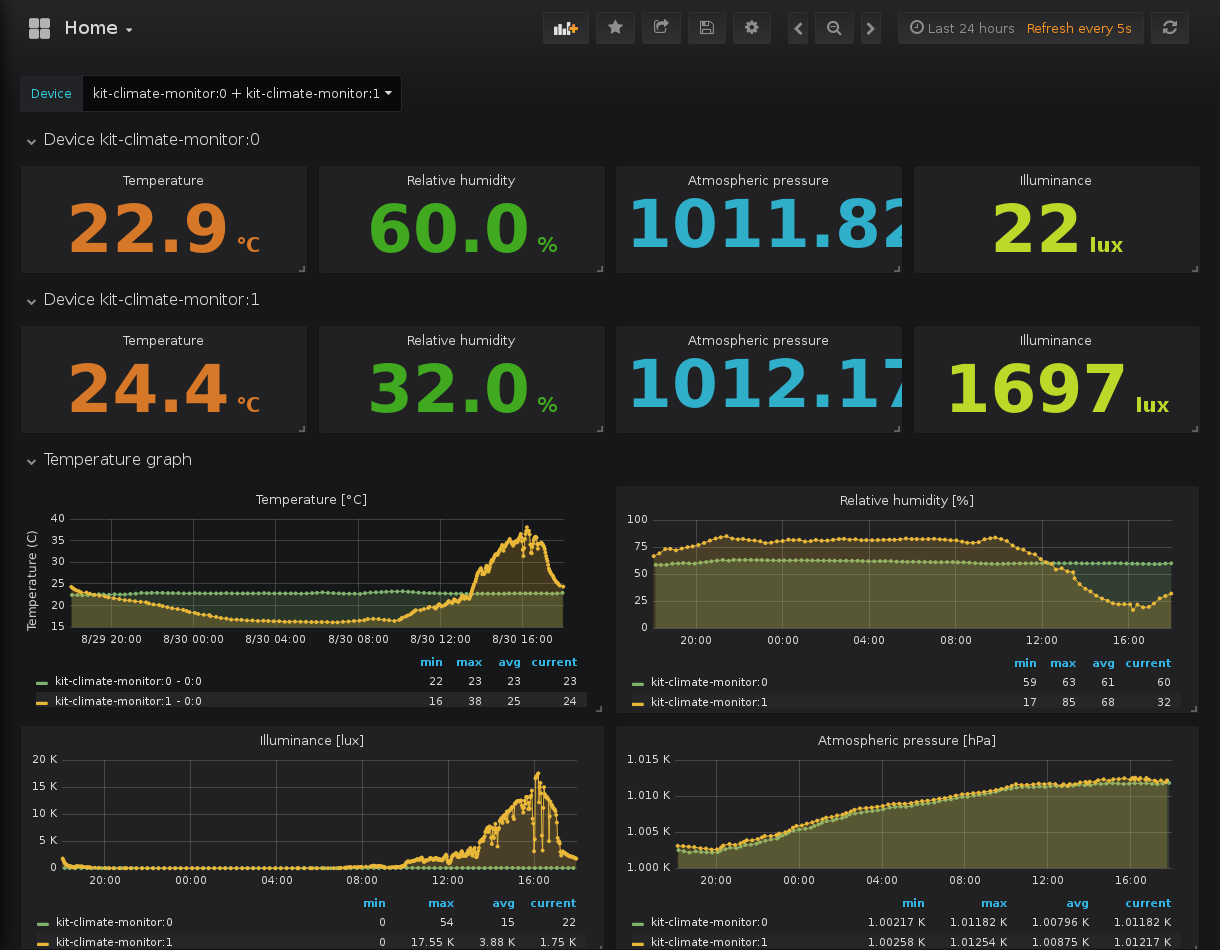 Home
Last 24 hours Refresh every 5s
Device kit-climate-monitor:0 + kit-climate-monitor:1
Device kit-climate-monitor:0
Temperature Relative humidity Atmospheric pressure Illuminance
22.9 °C 60.0 % 1011.82 22 lux
Device kit-climate-monitor:1
Temperature Relative humidity Atmospheric pressure Illuminance
24.4 °C 32.0 % 1012.17 1697 lux
Temperature graph
Temperature [°C]
Temperature (C)
40
35
30
25
20
15
8/29 20:00 8/30 00:00 8/30 04:00 8/30 08:00 8/30 12:00 8/30 16:00
min max avg current
kit-climate-monitor:0 - 0:0 22 23 23 23
kit-climate-monitor:1 - 0:0 16 38 25 24
Relative humidity [%]
100
75
50
25
0
20:00 00:00 04:00 08:00 12:00 16:00
min max avg current
kit-climate-monitor:0 59 63 61 60
kit-climate-monitor:1 17 85 68 32
Illuminance [lux]
20 K
15 K
10 K
5 K
0
20:00 00:00 04:00 08:00 12:00 16:00
min max avg current
kit-climate-monitor:0 0 54 15 22
kit-climate-monitor:1 0 17.55 K 3.88 K 1.75 K
Atmospheric pressure [hPa]
1.015 K
1.010 K
1.005 K
1.000 K
20:00 00:00 04:00 08:00 12:00 16:00
min max avg current
kit-climate-monitor:0 1.00217 K 1.01182 K 1.00796 K 1.01182 K
kit-climate-monitor:1 1.00258 K 1.01254 K 1.00875 K 1.01217 K